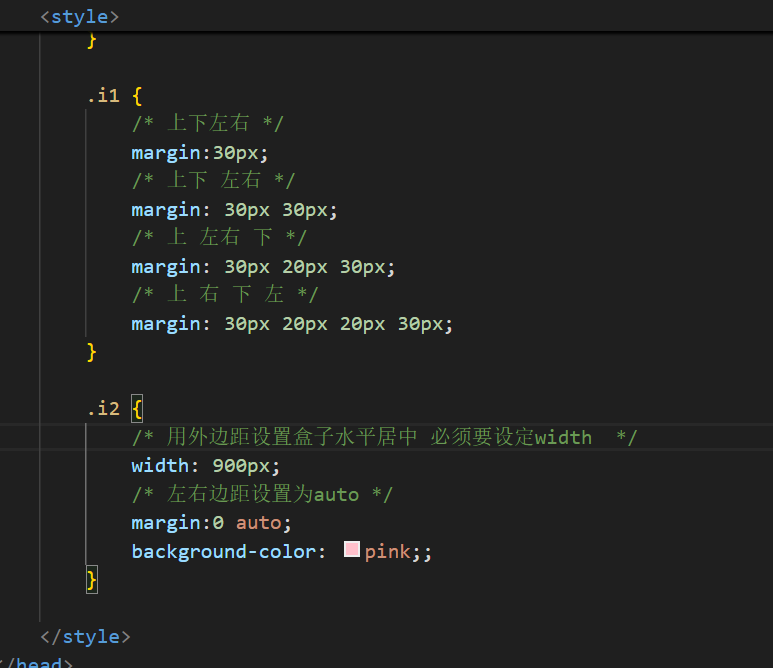 <style>
}
.i1 {
/* 上下左右 */
margin:30px;
/* 上下 左右 */
margin: 30px 30px;
/* 上 左右 下 */
margin: 30px 20px 30px;
/* 上 右 下 左 */
margin: 30px 20px 20px 30px;
}
.i2 {
/* 用外边距设置盒子水平居中 必须要设定width  */
width: 900px;
/* 左右边距设置为auto */
margin:0 auto;
background-color: pink;;
}
</style>
</head>